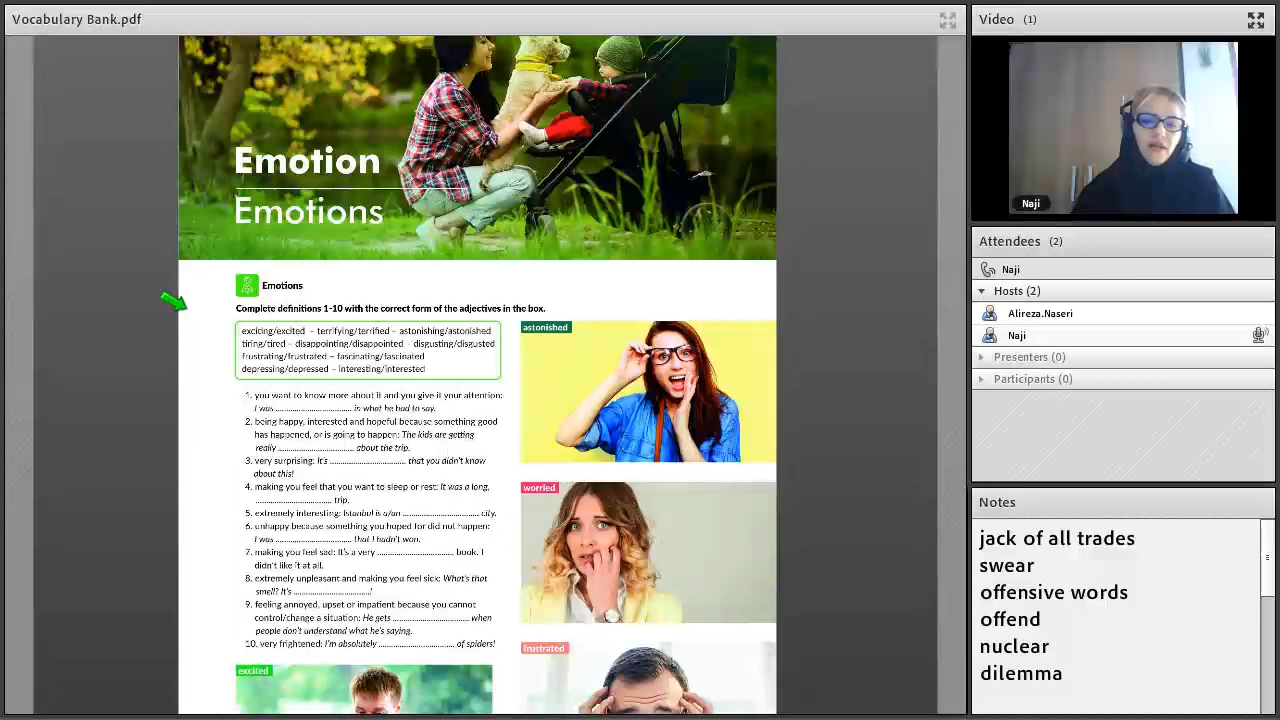 Vocabulary Bank.pdf
Emotion
Emotions
Emotions
Complete definitions 1-10 with the correct form of the adjectives in the box.
exciting/excited – terrifying/terrified – astonishing/astonished
tiring/tired – disappointing/disappointed – disgusting/disgusted
frustrating/frustrated – fascinating/fascinated
depressing/depressed – interesting/interested
1. you want to know more about it and you give it your attention:
I was ................................ in what he had to say.
2. being happy, interested and hopeful because something good
has happened, or is going to happen: The kids are getting
really ................................ about the trip.
3. very surprising: It's ................................ that you didn't know
about this!
4. making you feel that you want to sleep or rest: It was a long,
................................ trip.
5. extremely interesting: Istanbul is a/an ................................ city.
6. unhappy because something you hoped for did not happen:
I was ................................ that I hadn't won.
7. making you feel sad: It's a very ................................ book. I
didn't like it at all.
8. extremely unpleasant and making you feel sick: What's that
smell? It's ................................!
9. feeling annoyed, upset or impatient because you cannot
control/change a situation: He gets ................................ when
people don't understand what he's saying.
10. very frightened: I'm absolutely ................................ of spiders!
astonished
worried
excited
frustrated
Video (1)
Naji
Attendees (2)
Naji
Hosts (2)
Alireza.Naseri
Naji
Presenters (0)
Participants (0)
Notes
jack of all trades
swear
offensive words
offend
nuclear
dilemma